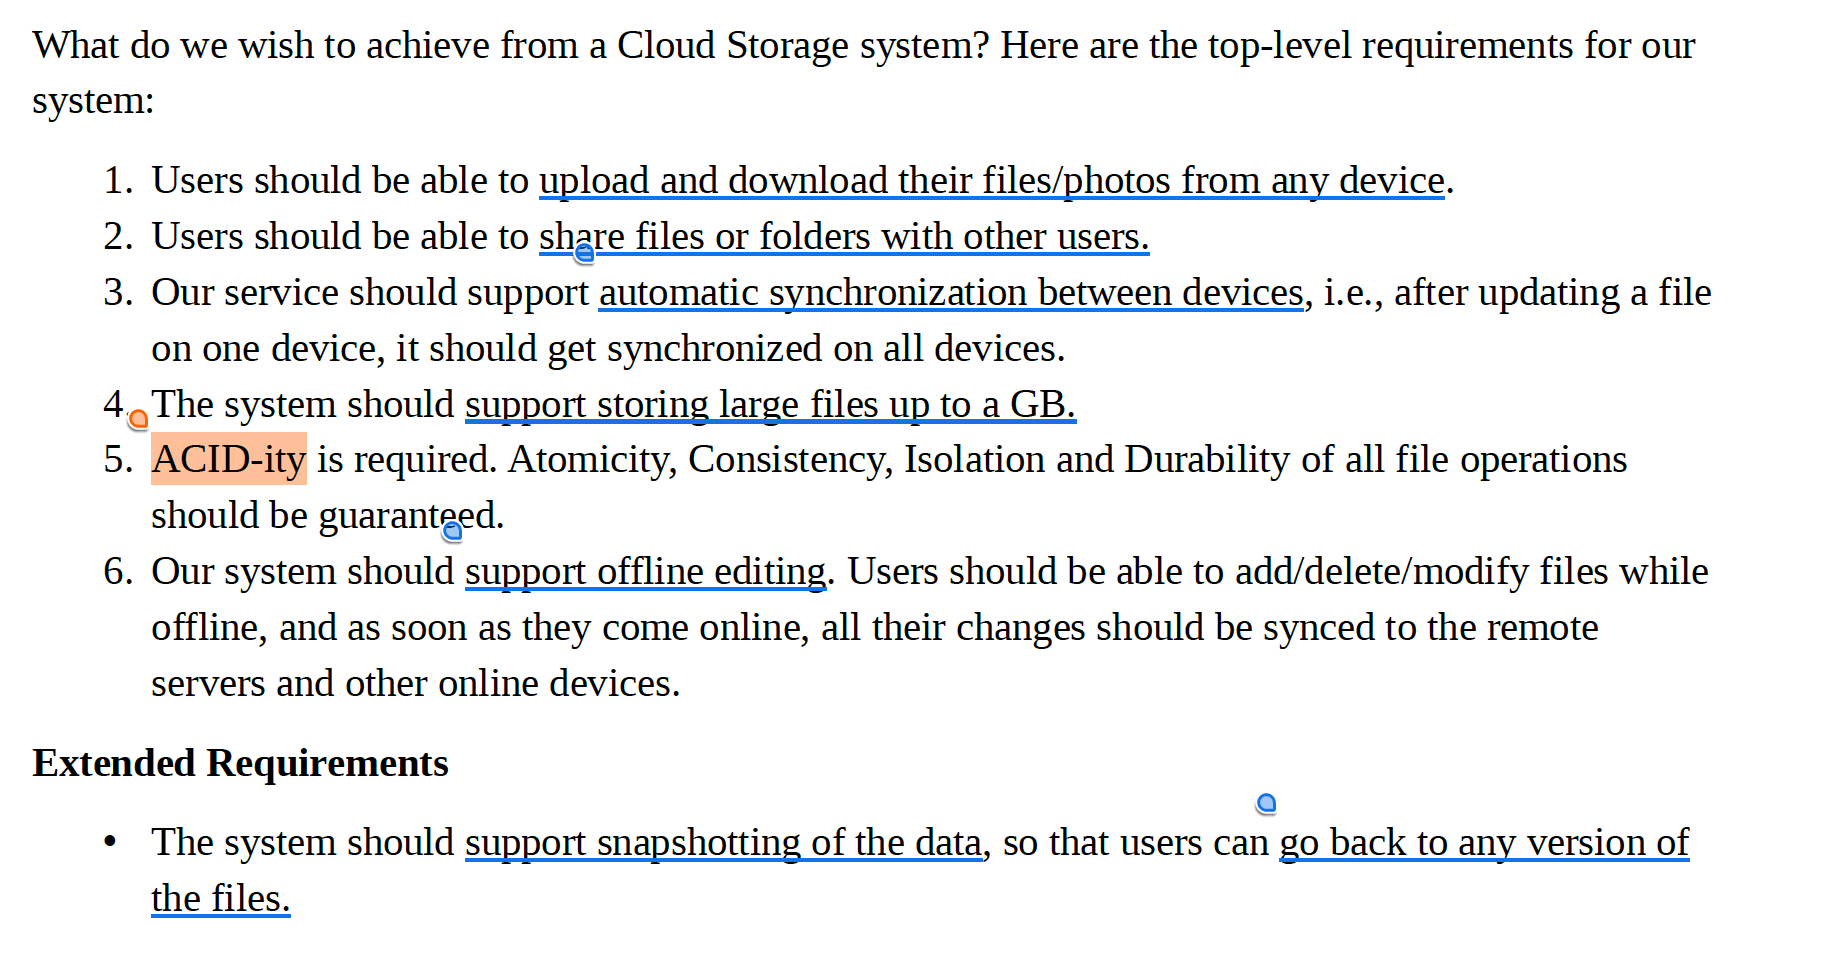 What do we wish to achieve from a Cloud Storage system? Here are the top-level requirements for our
system:
1. Users should be able to upload and download their files/photos from any device.
2. Users should be able to share files or folders with other users.
3. Our service should support automatic synchronization between devices, i.e., after updating a file
on one device, it should get synchronized on all devices.
4. The system should support storing large files up to a GB.
5. ACID-ity is required. Atomicity, Consistency, Isolation and Durability of all file operations
should be guaranteed.
6. Our system should support offline editing. Users should be able to add/delete/modify files while
offline, and as soon as they come online, all their changes should be synced to the remote
servers and other online devices.
Extended Requirements
• The system should support snapshotting of the data, so that users can go back to any version of
the files.